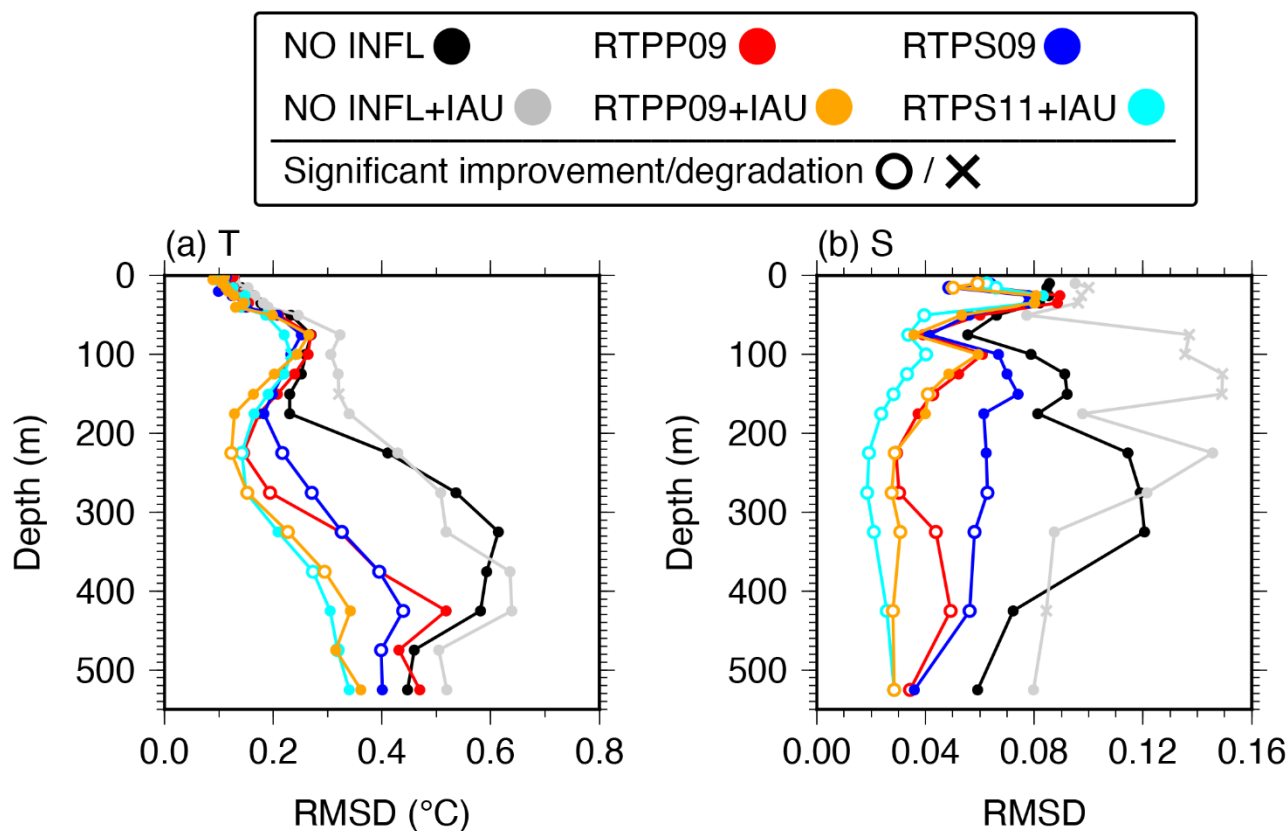 NO INFL RTPP09 RTPS09
NO INFL+IAU RTPP09+IAU RTPS11+IAU
Significant improvement/degradation O / X
(a) T
0
100
200
300
400
500
Depth (m)
0.0 0.2 0.4 0.6 0.8
RMSD (°C)
(b) S
0
100
200
300
400
500
Depth (m)
0.00 0.04 0.08 0.12 0.16
RMSD